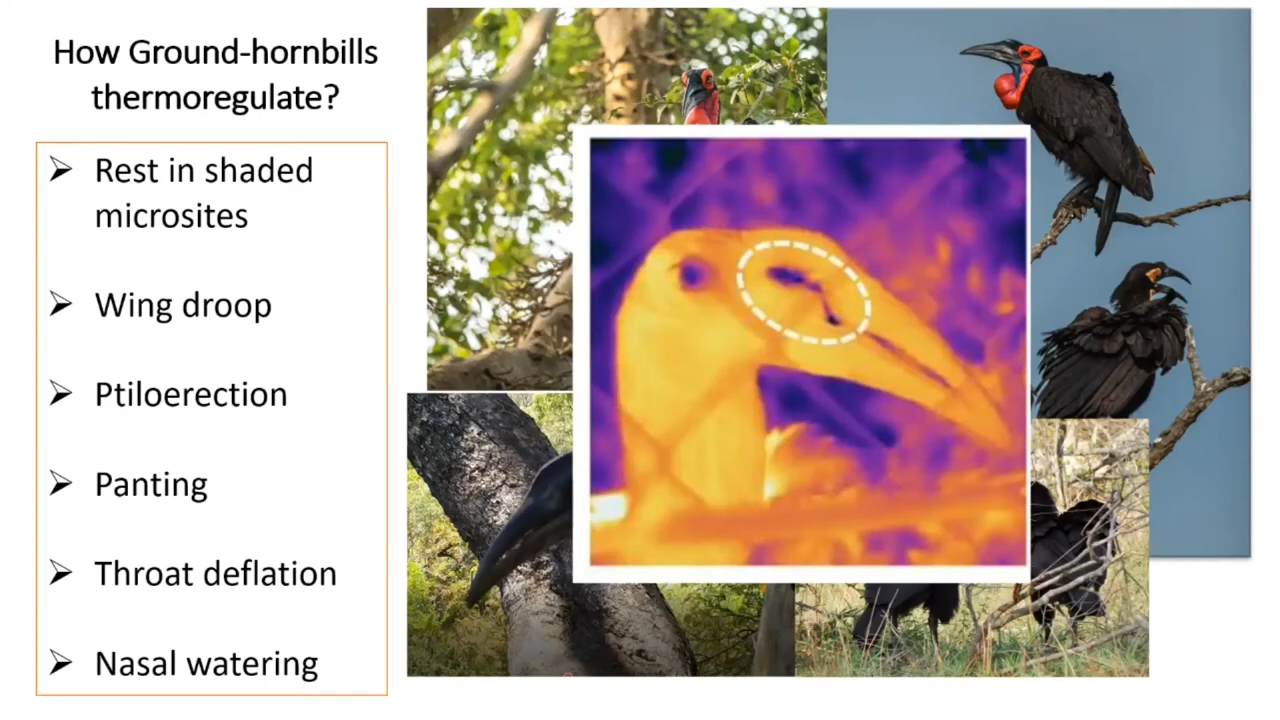 How Ground-hornbills
thermoregulate?
➢ Rest in shaded
microsites
➢ Wing droop
➢ Ptiloerection
➢ Panting
➢ Throat deflation
➢ Nasal watering